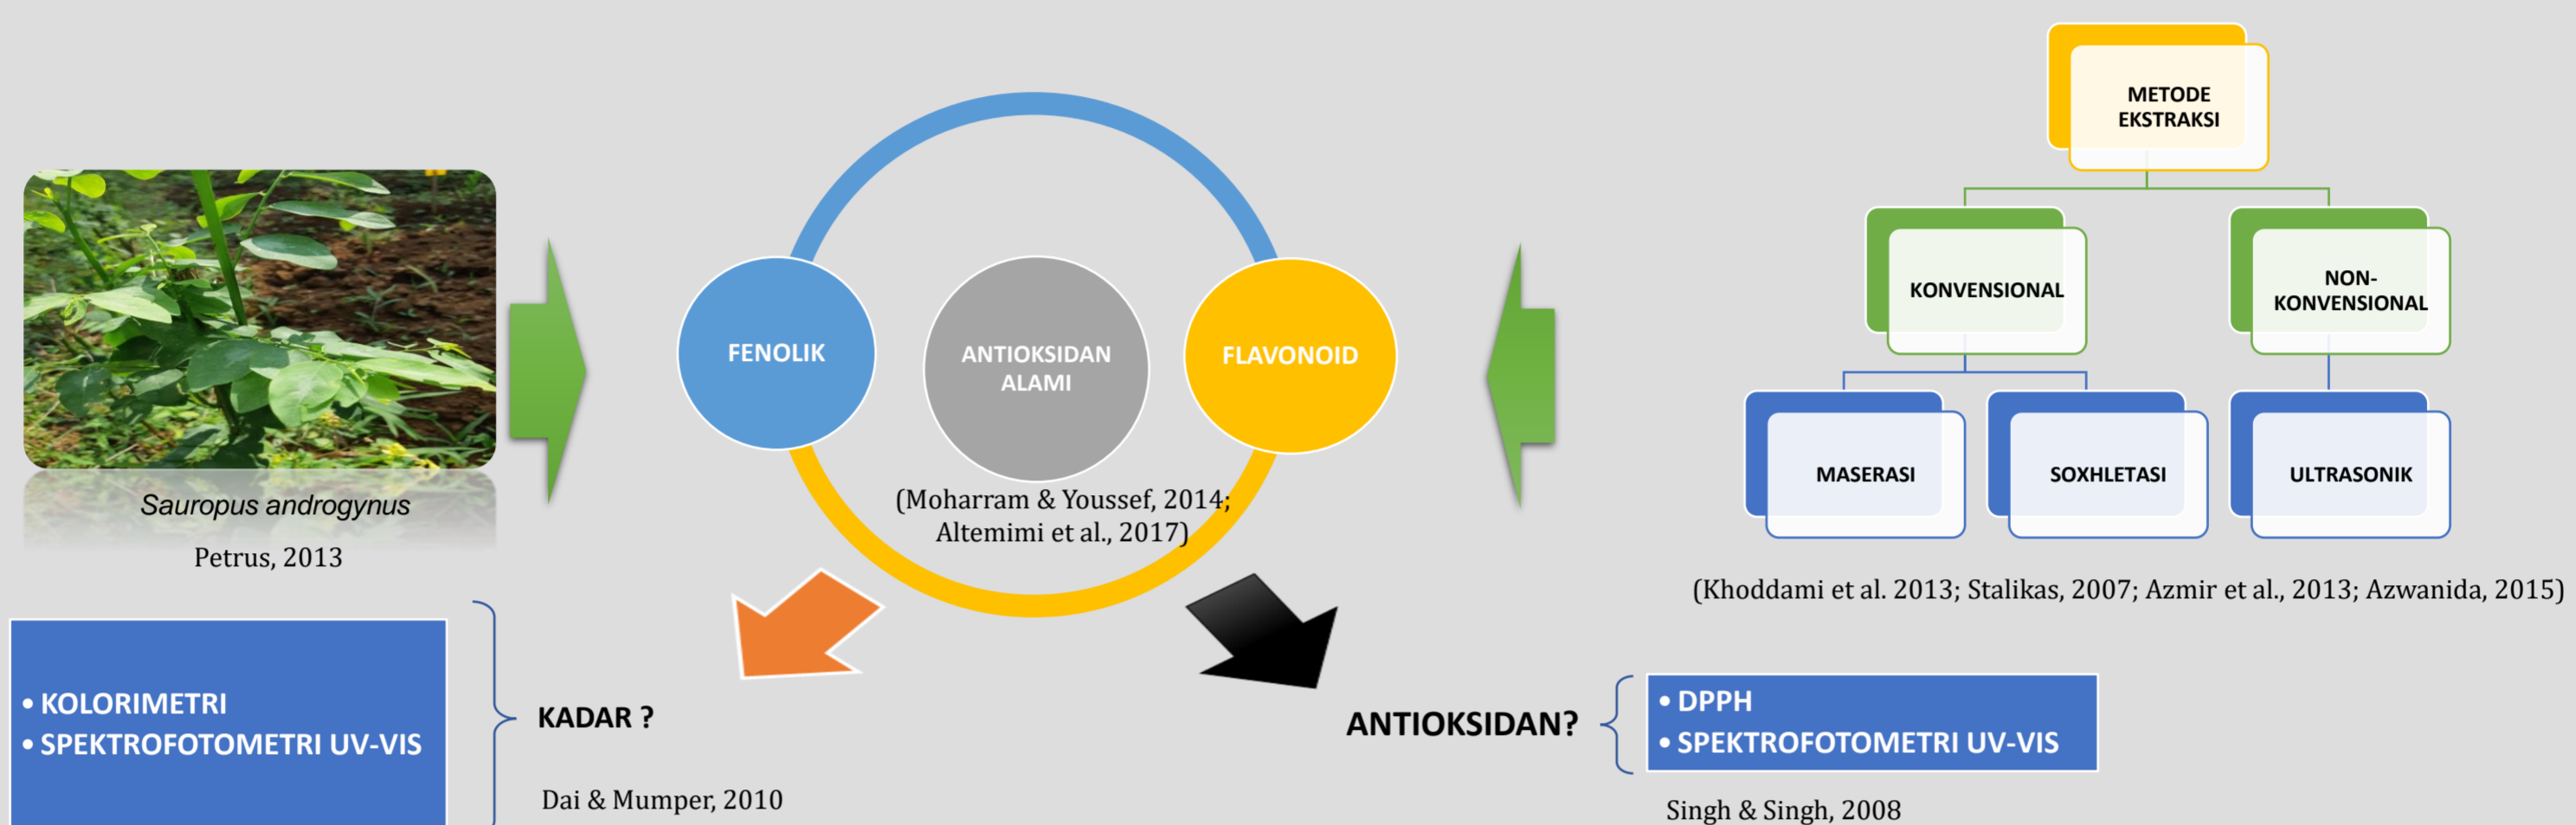 Sauropus androgynus
Petrus, 2013
FENOLIK
ANTIOKSIDAN
ALAMI
FLAVONOID
(Moharram & Youssef, 2014;
Altemimi et al., 2017)
METODE
EKSTRAKSI
KONVENSIONAL
NON-
KONVENSIONAL
MASERASI
SOXHLETASI
ULTRASONIK
(Khoddami et al. 2013; Stalikas, 2007; Azmir et al., 2013; Azwanida, 2015)
• KOLORIMETRI
• SPEKTROFOTOMETRI UV-VIS
KADAR ?
Dai & Mumper, 2010
ANTIOKSIDAN?
• DPPH
• SPEKTROFOTOMETRI UV-VIS
Singh & Singh, 2008